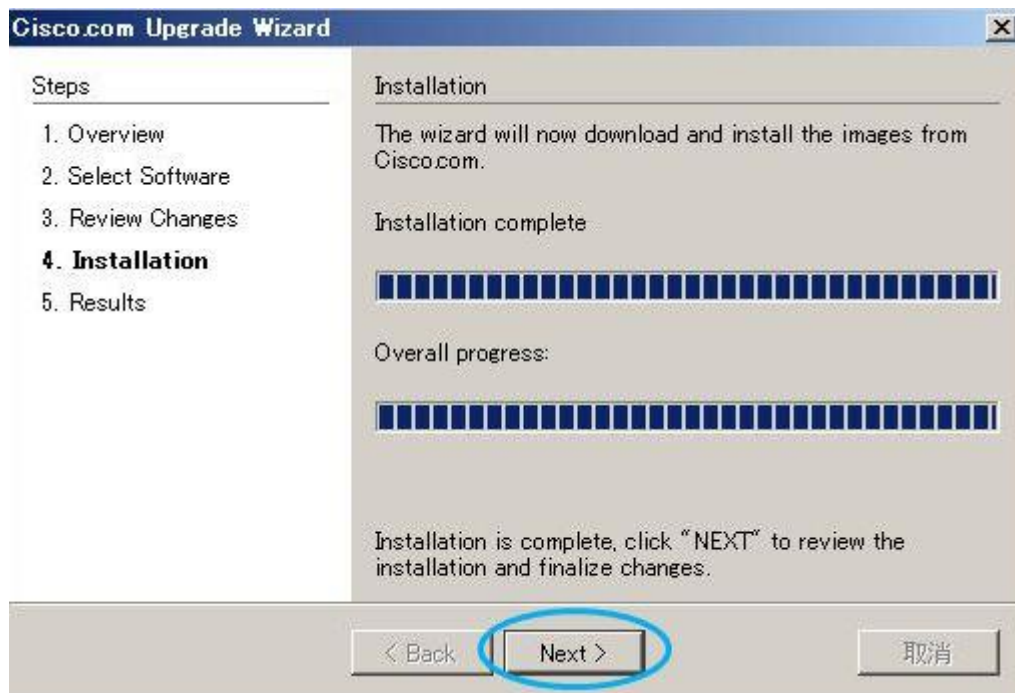 Cisco.com Upgrade Wizard
Steps
1. Overview
2. Select Software
3. Review Changes
4. Installation
5. Results
Installation
The wizard will now download and install the images from
Cisco.com.
Installation complete
Overall progress:
Installation is complete, click "NEXT" to review the
installation and finalize changes.
< Back
Next >
取消